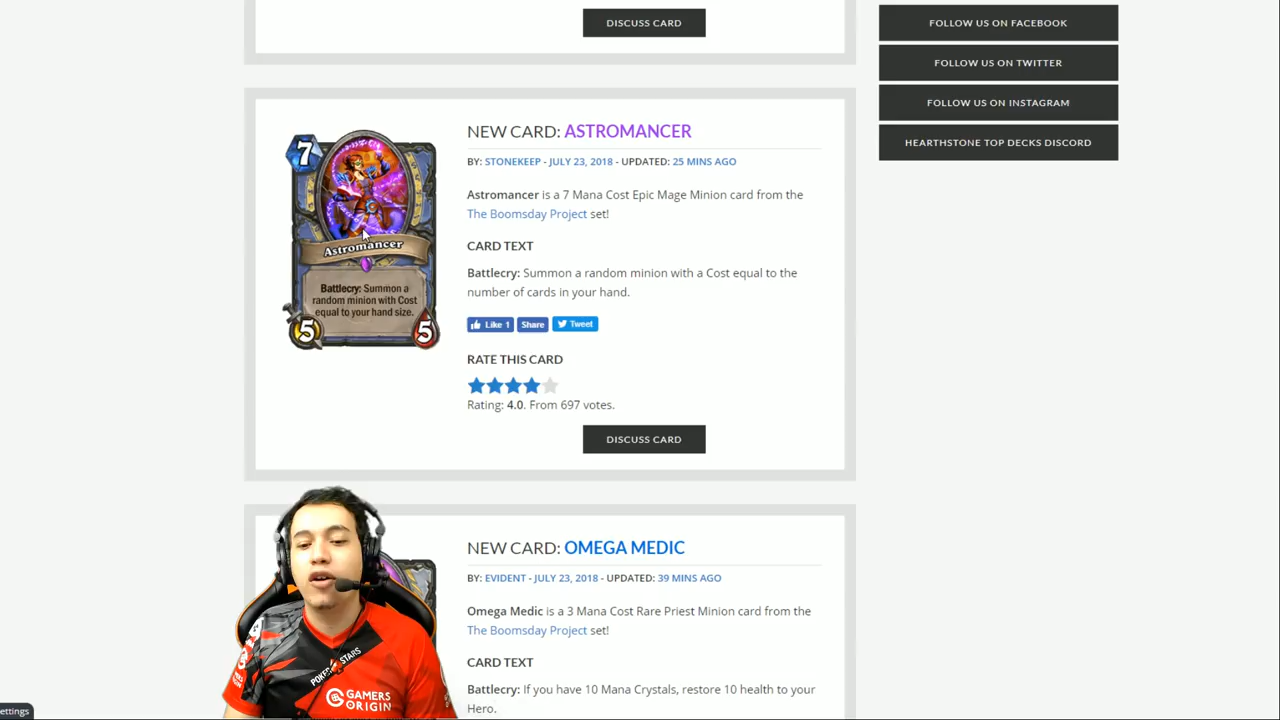 DISCUSS CARD
FOLLOW US ON FACEBOOK
FOLLOW US ON TWITTER
FOLLOW US ON INSTAGRAM
HEARTHSTONE TOP DECKS DISCORD
7
Astromancer
Battlecry: Summon a
random minion with Cost
equal to your hand size.
5
5
NEW CARD: ASTROMANCER
BY: STONEKEEP - JULY 23, 2018 - UPDATED: 25 MINS AGO
Astromancer is a 7 Mana Cost Epic Mage Minion card from the
The Boomsday Project set!
CARD TEXT
Battlecry: Summon a random minion with a Cost equal to the
number of cards in your hand.
Like 1
Share
Tweet
RATE THIS CARD
Rating: 4.0. From 697 votes.
DISCUSS CARD
NEW CARD: OMEGA MEDIC
BY: EVIDENT - JULY 23, 2018 - UPDATED: 39 MINS AGO
Omega Medic is a 3 Mana Cost Rare Priest Minion card from the
The Boomsday Project set!
CARD TEXT
Battlecry: If you have 10 Mana Crystals, restore 10 health to your
Hero.
POKERSTARS
GAMERS
ORIGIN
ettings